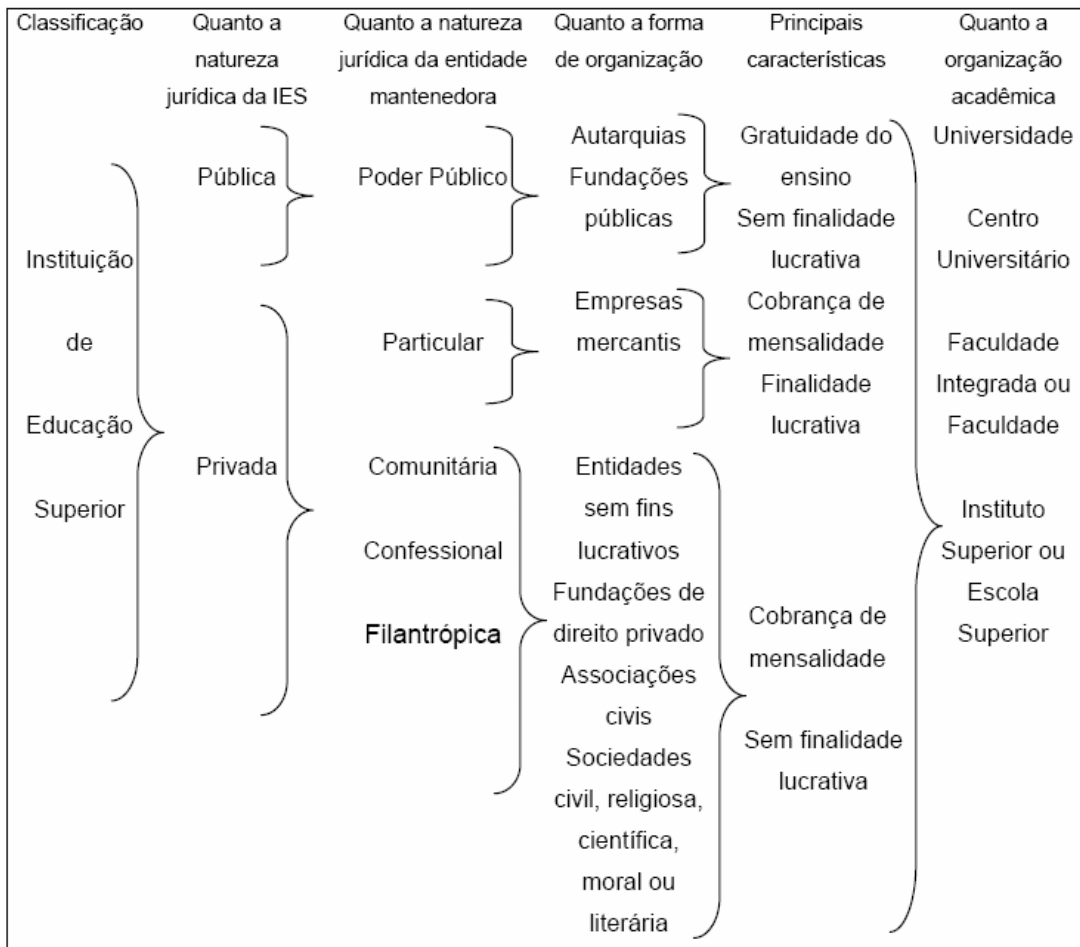 Classificação
Quanto a
natureza
jurídica da IES
Quanto a natureza
jurídica da entidade
mantenedora
Quanto a forma
de organização
Principais
características
Quanto a
organização
acadêmica
Instituição
de
Educação
Superior
Pública
Privada
Poder Público
Particular
Comunitária
Confessional
Filantrópica
Autarquias
Fundações
públicas
Empresas
mercantis
Entidades
sem fins
lucrativos
Fundações de
direito privado
Associações
civis
Sociedades
civil, religiosa,
científica,
moral ou
literária
Gratuidade do
ensino
Sem finalidade
lucrativa
Cobrança de
mensalidade
Finalidade
lucrativa
Cobrança de
mensalidade
Sem finalidade
lucrativa
Universidade
Centro
Universitário
Faculdade
Integrada ou
Faculdade
Instituto
Superior ou
Escola
Superior